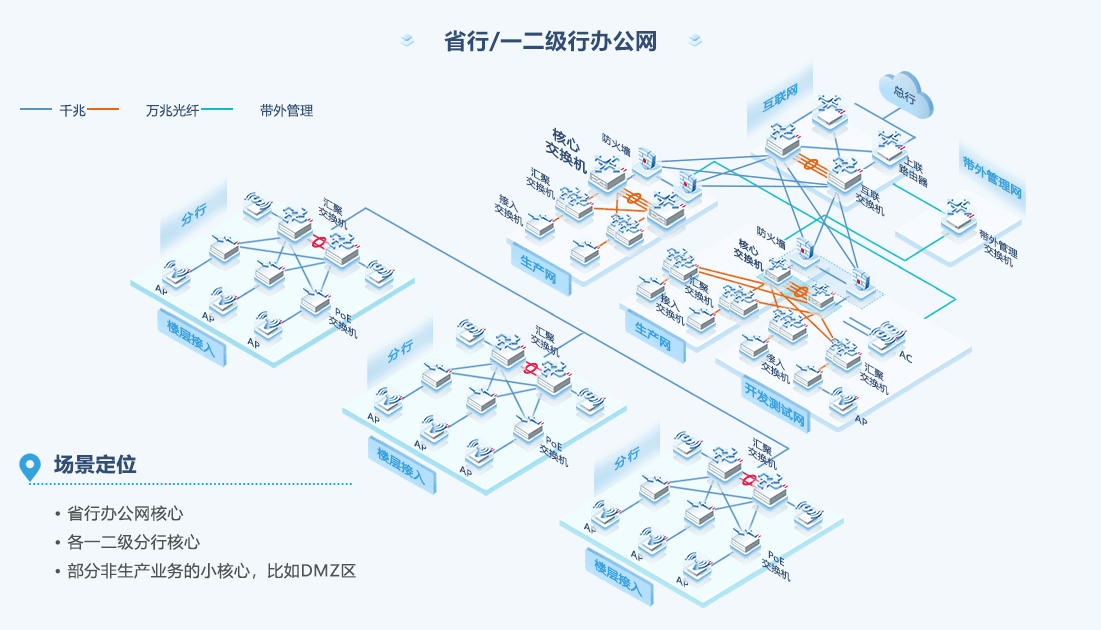 省行/一二级行办公网
千兆
万兆光纤
带外管理
互联网
总行
上联
路由器
互联
交换机
带外管理网
带外管理
交换机
防火墙
核心
交换机
汇聚
交换机
接入
交换机
生产网
防火墙
核心
交换机
汇聚
交换机
接入
交换机
生产网
接入
交换机
汇聚
交换机
AC
AP
开发测试网
分行
汇聚
交换机
AP
AP
AP
PoE
交换机
楼层接入
分行
汇聚
交换机
AP
AP
AP
PoE
交换机
楼层接入
分行
汇聚
交换机
AP
AP
AP
PoE
交换机
楼层接入
场景定位
• 省行办公网核心
• 各一二级分行核心
• 部分非生产业务的小核心，比如DMZ区